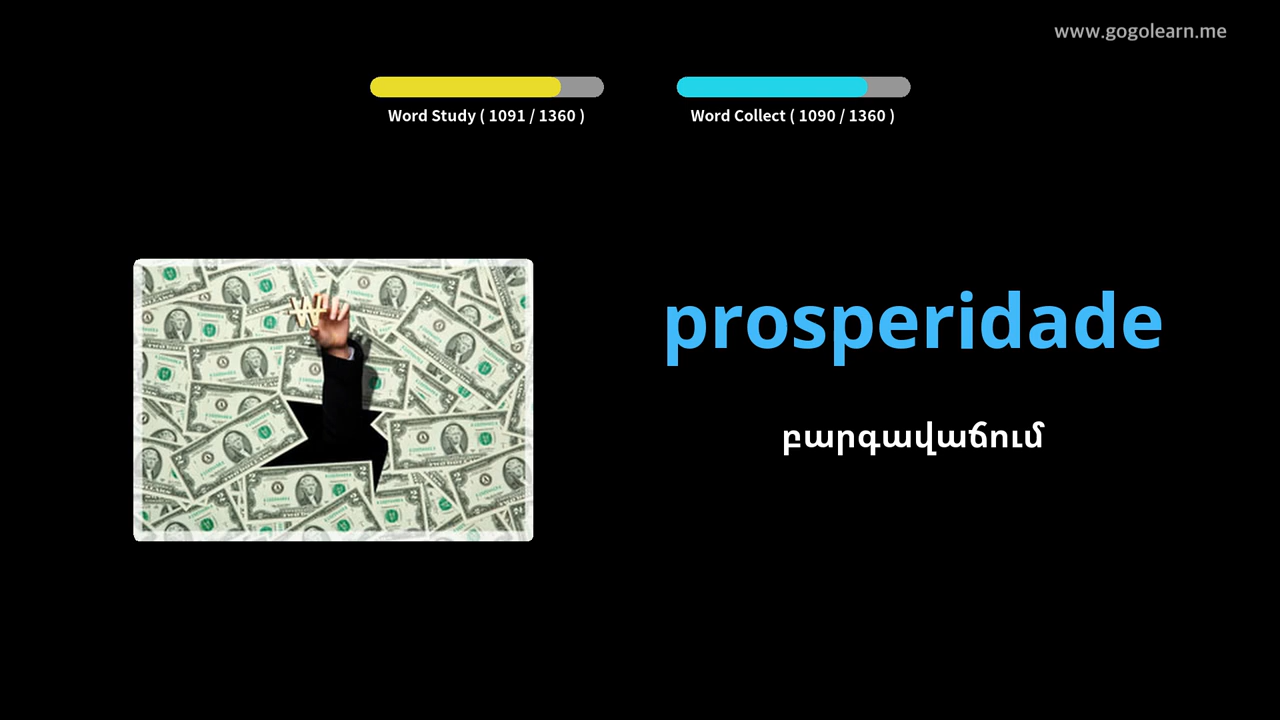 www.gogolearn.me
Word Study ( 1091 / 1360 )
Word Collect ( 1090 / 1360 )
prosperidade
բարգավաճում